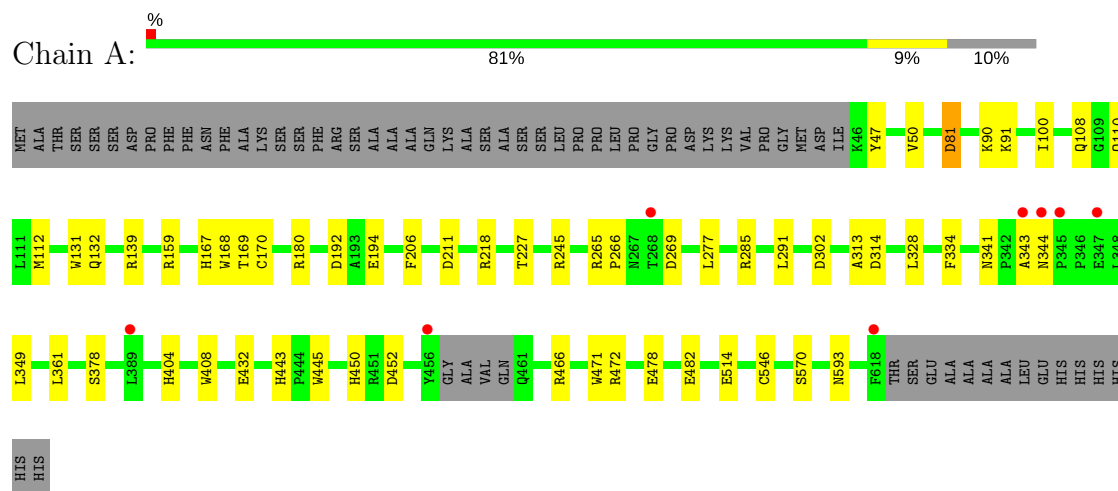 %
Chain A:
81% 9% 10%
MET ALA THR SER SER SER ASP PRO PHE PHE ASN PHE ALA LYS SER SER PHE ARG SER ALA ALA ALA ALA GLN LYS ALA SER ALA SER SER LEU PRO PRO LEU PRO GLY PRO ASP LYS LYS VAL PRO GLY MET ASP ILE K46 Y47 V50 D81 K90 K91 I100 Q108 G109
L111 M112 W131 Q132 R139 R159 H167 W168 T169 C170 R180 D192 A193 E194 F206 D211 R218 T227 R245 R265 P266 N267 T268 D269 L277 R285 L291 D302 A313 D314 L328 F334 N341 P342 A343 N344 P345 P346 E347 L348
L349 L361 S378 L389 H404 W408 E432 H443 P444 W445 H450 R451 D452 Y456 GLY ALA VAL GLN Q461 R466 W471 R472 E478 E482 E514 C546 S570 N593 F618 THR SER GLU ALA ALA ALA ALA LEU GLU HIS HIS HIS HIS
HIS HIS